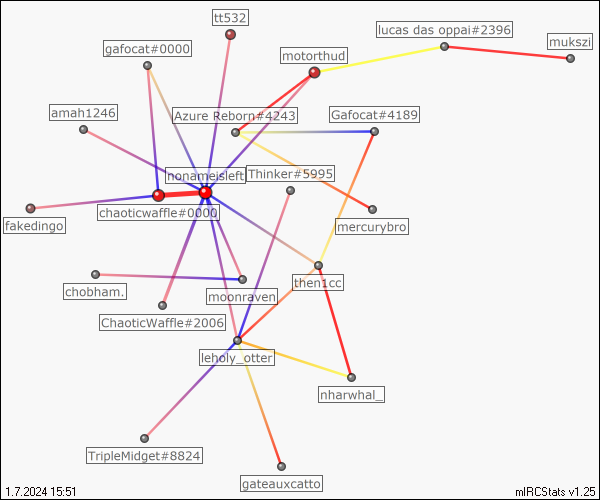 tt532
lucas das oppai#2396
gafocat#0000
mukszi
motorthud
amah1246
Azure Reborn#4243
Gafocat#4189
honameisleft
Thinker#5995
chaoticwaffle#0000
fakedingo
mercurybro
then1cc
chobham.
moonraven
ChaoticWaffle#2006
leholy_otter
nharwhal_
TripleMidget#8824
gateauxcatto
1.7.2024 15:51
mIRCStats v1.25